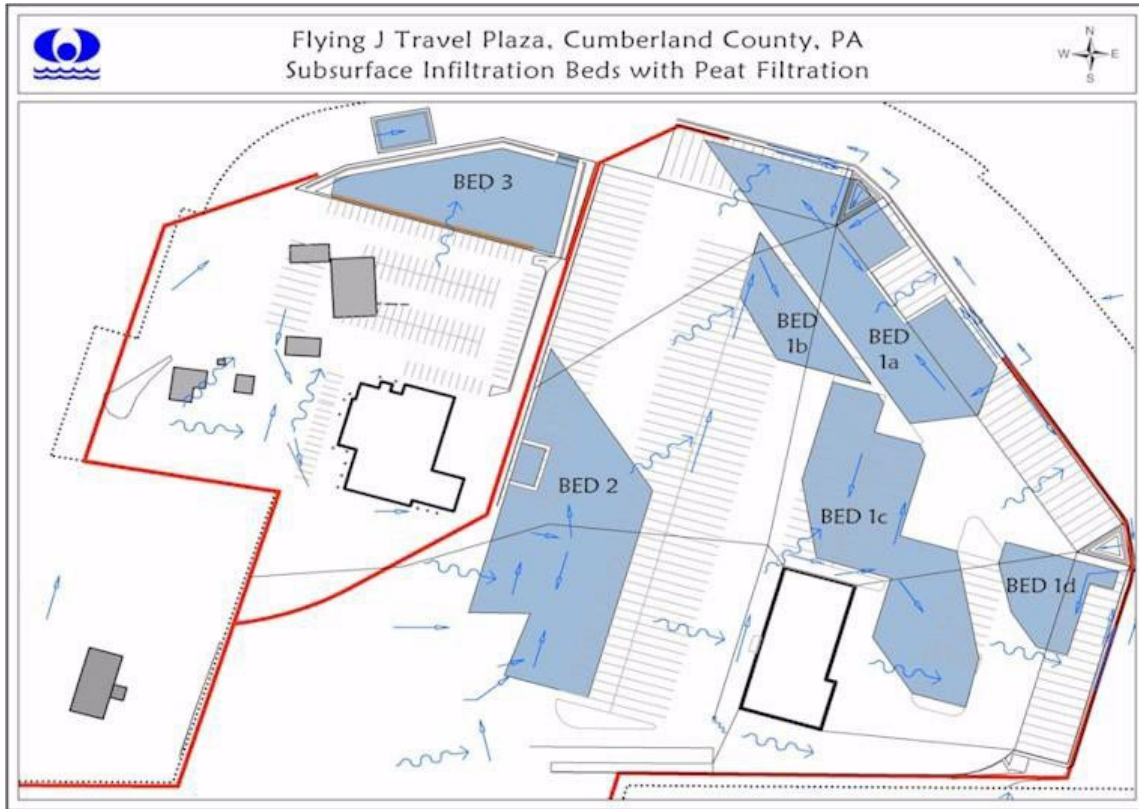 Flying J Travel Plaza, Cumberland County, PA
Subsurface Infiltration Beds with Peat Filtration
N
W E
S
BED 3
BED
1b
BED
1a
BED 2
BED 1c
BED 1d